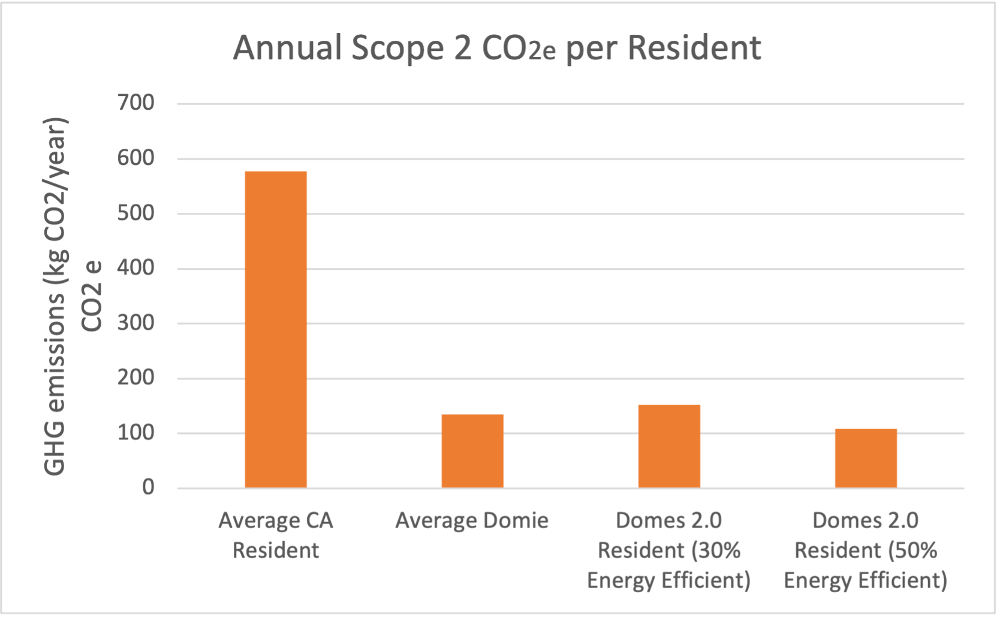 Annual Scope 2 CO2e per Resident
GHG emissions (kg CO2/year)
CO2 e
700
600
500
400
300
200
100
0
Average CA
Resident
Average Domie
Domes 2.0
Resident (30%
Energy Efficient)
Domes 2.0
Resident (50%
Energy Efficient)